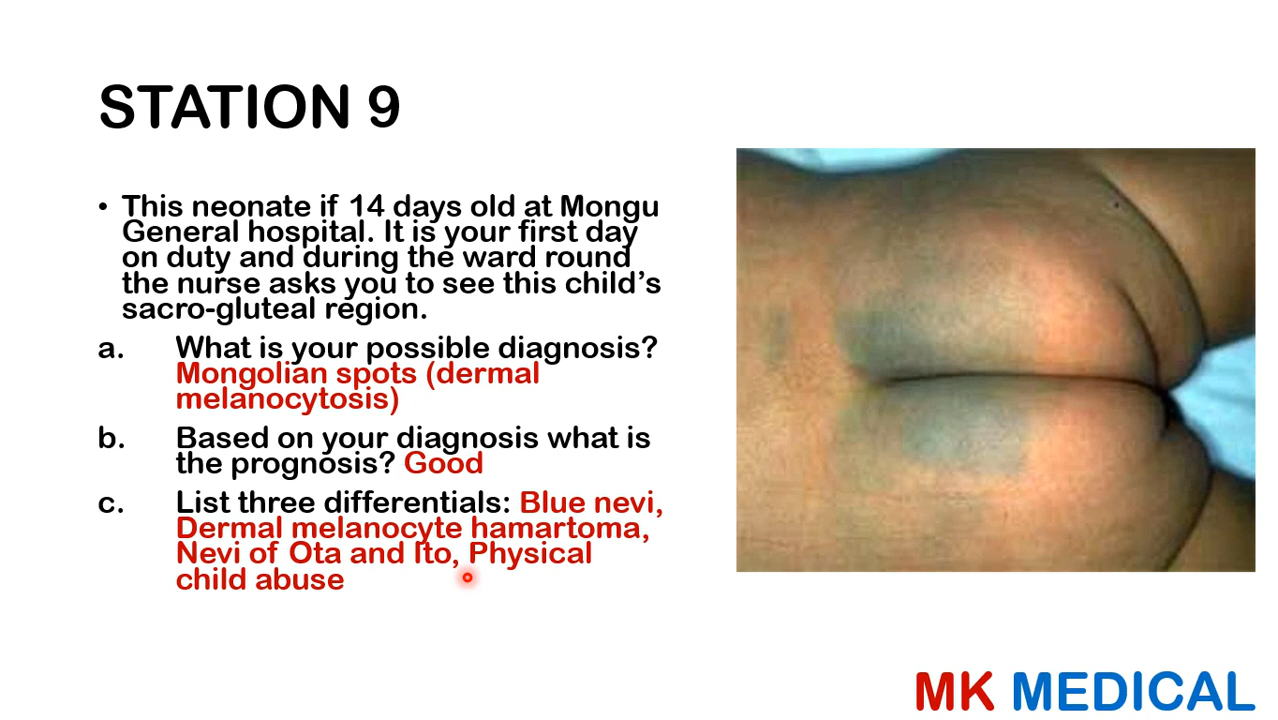 STATION 9
• This neonate if 14 days old at Mongu
General hospital. It is your first day
on duty and during the ward round
the nurse asks you to see this child's
sacro-gluteal region.
a. What is your possible diagnosis?
Mongolian spots (dermal
melanocytosis)
b. Based on your diagnosis what is
the prognosis? Good
c. List three differentials: Blue nevi,
Dermal melanocyte hamartoma,
Nevi of Ota and Ito, Physical
child abuse
MK MEDICAL